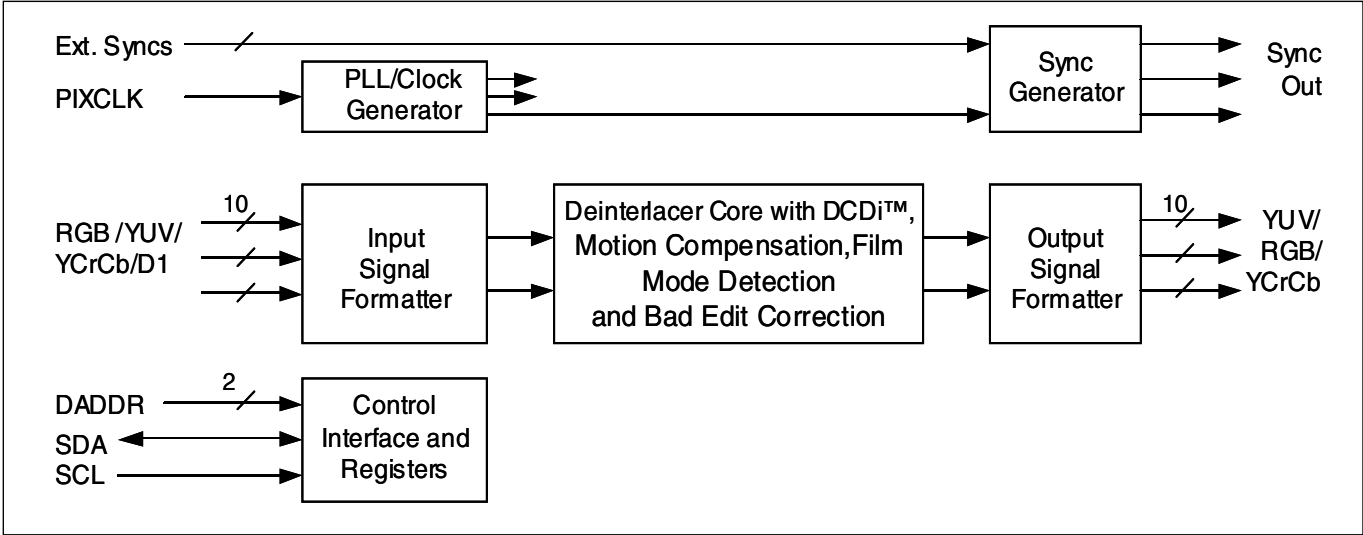 Ext. Syncs
PIXCLK
PLL/Clock
Generator
Sync
Generator
Sync
Out
RGB /YUV/
YCrCb/D1
10
Input
Signal
Formatter
Deinterlacer Core with DCDi™,
Motion Compensation,Film
Mode Detection
and Bad Edit Correction
Output
Signal
Formatter
10
YUV/
RGB/
YCrCb
DADDR
2
SDA
SCL
Control
Interface and
Registers